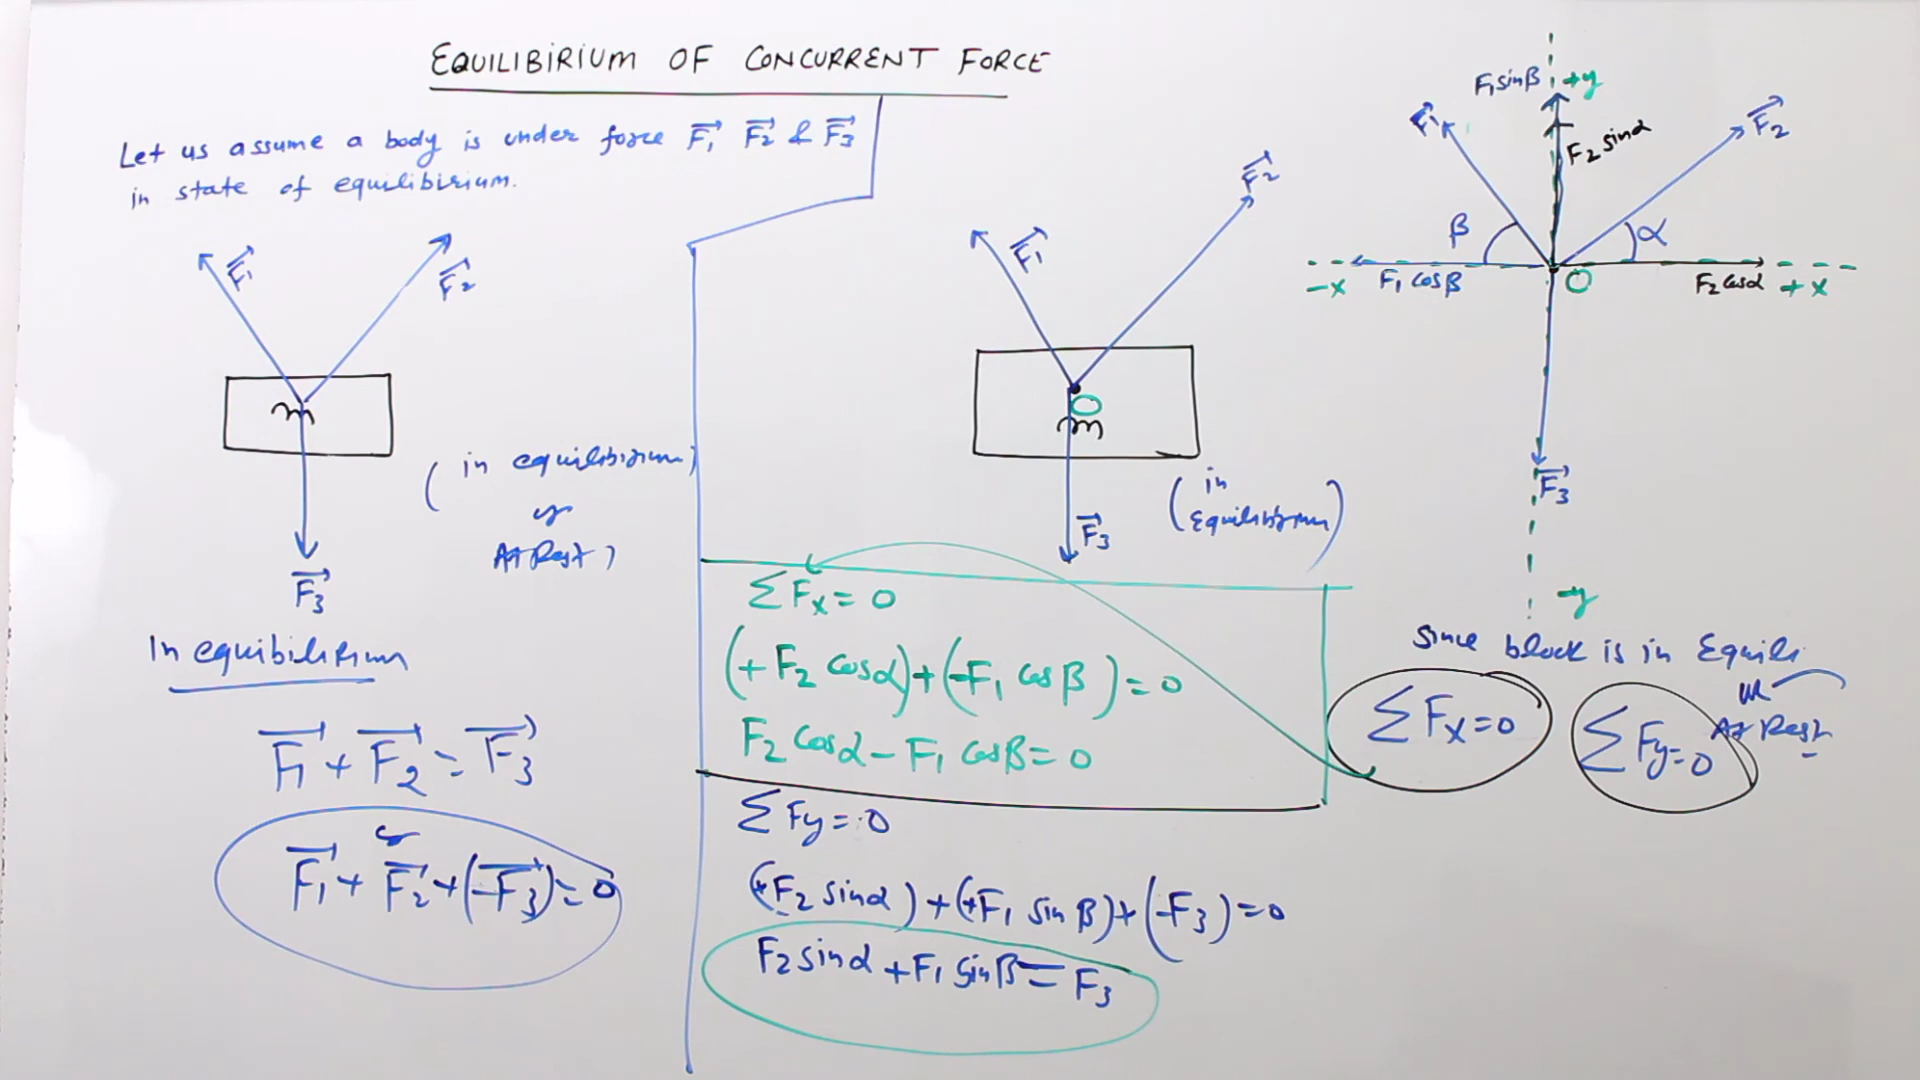 EQUILIBIRIUM OF CONCURRENT FORCE
Let us assume a body is under force F₁ F₂ & F₃
in state of equilibirium.
F₁
F₂
m
F₃
(in equilibirium
or
At Rest)
In equibilirium
F₁ + F₂ = F₃
or
F₁ + F₂ + (-F₃) = 0
F₁
F₂
O
m
F₃
(in
Equilibirium)
ΣFx = 0
(+F₂ cosα) + (-F₁ cosβ) = 0
F₂ cosα - F₁ cosβ = 0
ΣFy = 0
(+F₂ sinα) + (+F₁ sinβ) + (-F₃) = 0
F₂ sinα + F₁ sinβ = F₃
F₁ sinβ
+y
F₁
F₂
F₂ sinα
β
α
-x
F₁ cosβ
O
F₂ cosα
+x
F₃
-y
Since block is in Equili
or
At Rest
ΣFx = 0
ΣFy = 0